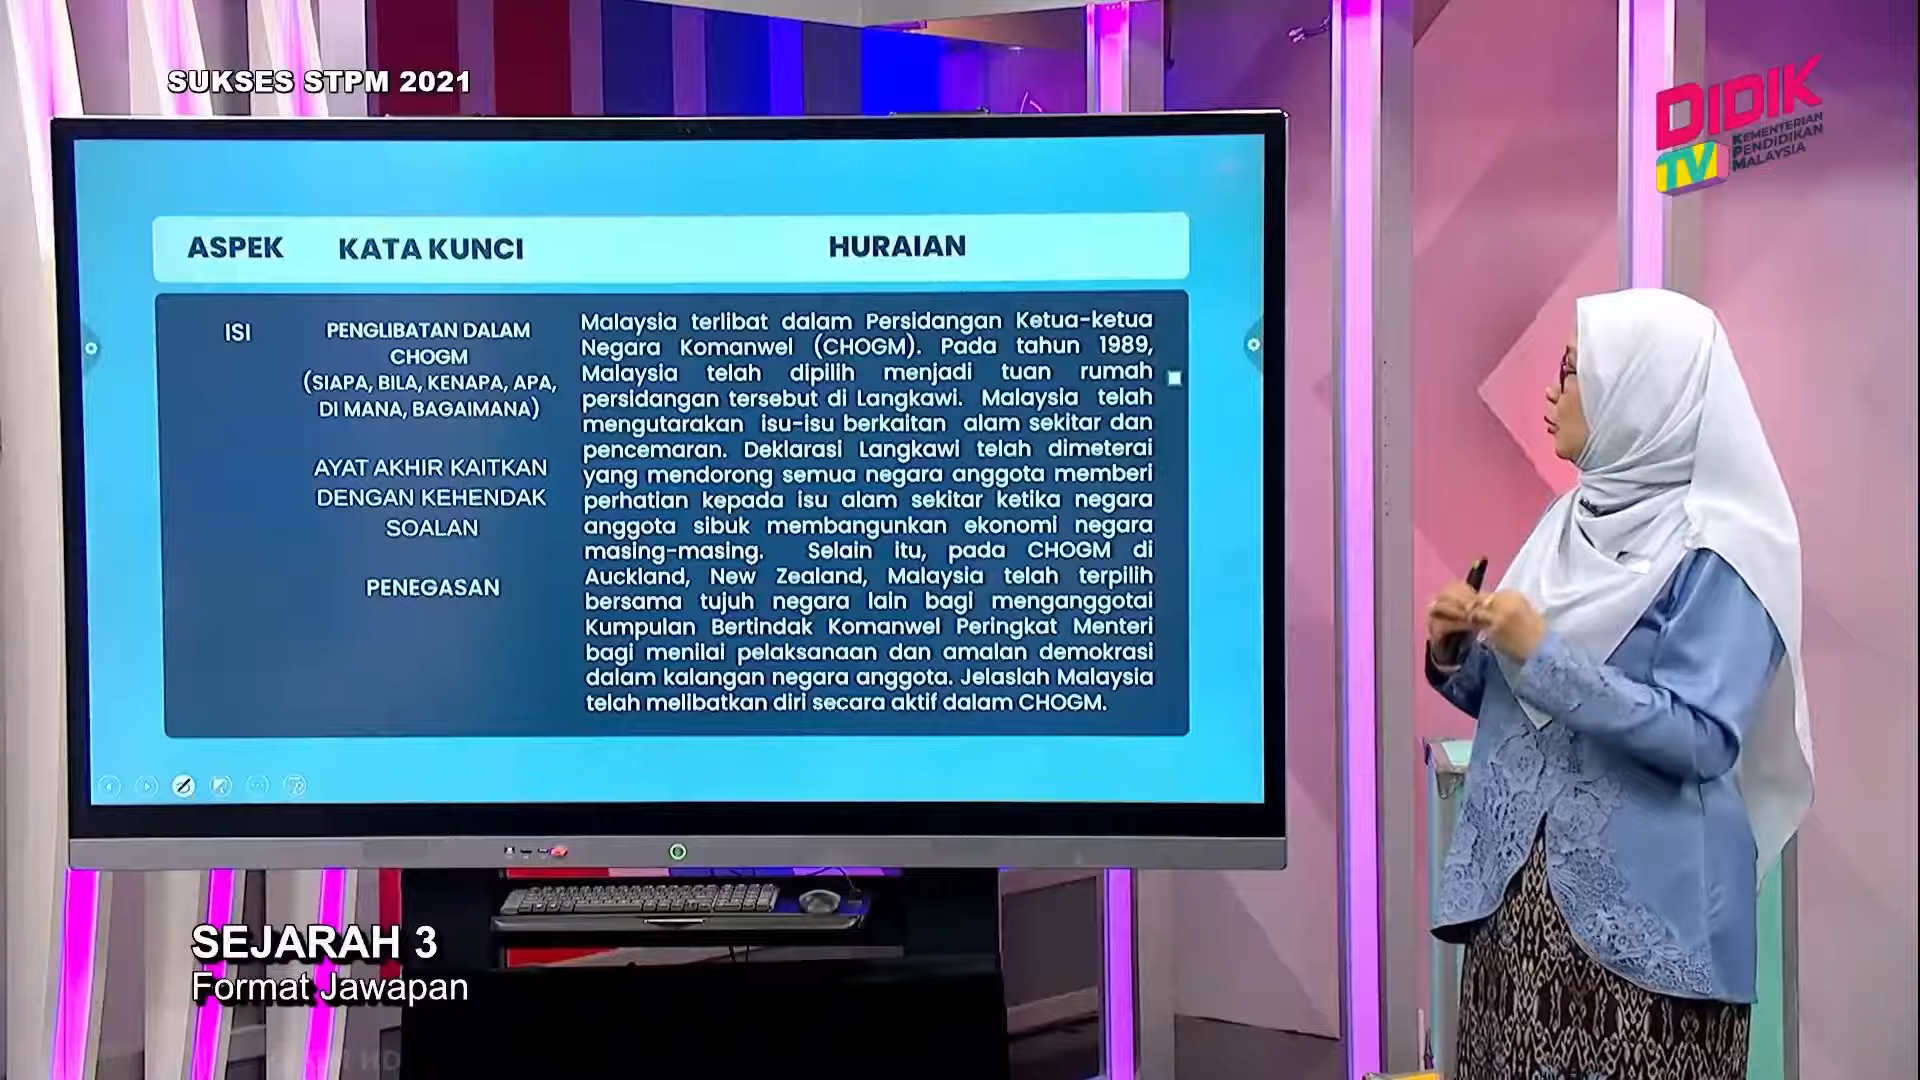 SUKSES STPM 2021
DIDIK
TV
KEMENTERIAN
PENDIDIKAN
MALAYSIA
ASPEK KATA KUNCI HURAIAN
ISI
PENGLIBATAN DALAM
CHOGM
(SIAPA, BILA, KENAPA, APA,
DI MANA, BAGAIMANA)
AYAT AKHIR KAITKAN
DENGAN KEHENDAK
SOALAN
PENEGASAN
Malaysia terlibat dalam Persidangan Ketua-ketua
Negara Komanwel (CHOGM). Pada tahun 1989,
Malaysia telah dipilih menjadi tuan rumah
persidangan tersebut di Langkawi. Malaysia telah
mengutarakan isu-isu berkaitan alam sekitar dan
pencemaran. Deklarasi Langkawi telah dimeterai
yang mendorong semua negara anggota memberi
perhatian kepada isu alam sekitar ketika negara
anggota sibuk membangunkan ekonomi negara
masing-masing. Selain itu, pada CHOGM di
Auckland, New Zealand, Malaysia telah terpilih
bersama tujuh negara lain bagi menganggotai
Kumpulan Bertindak Komanwel Peringkat Menteri
bagi menilai pelaksanaan dan amalan demokrasi
dalam kalangan negara anggota. Jelaslah Malaysia
telah melibatkan diri secara aktif dalam CHOGM.
SEJARAH 3
Format Jawapan